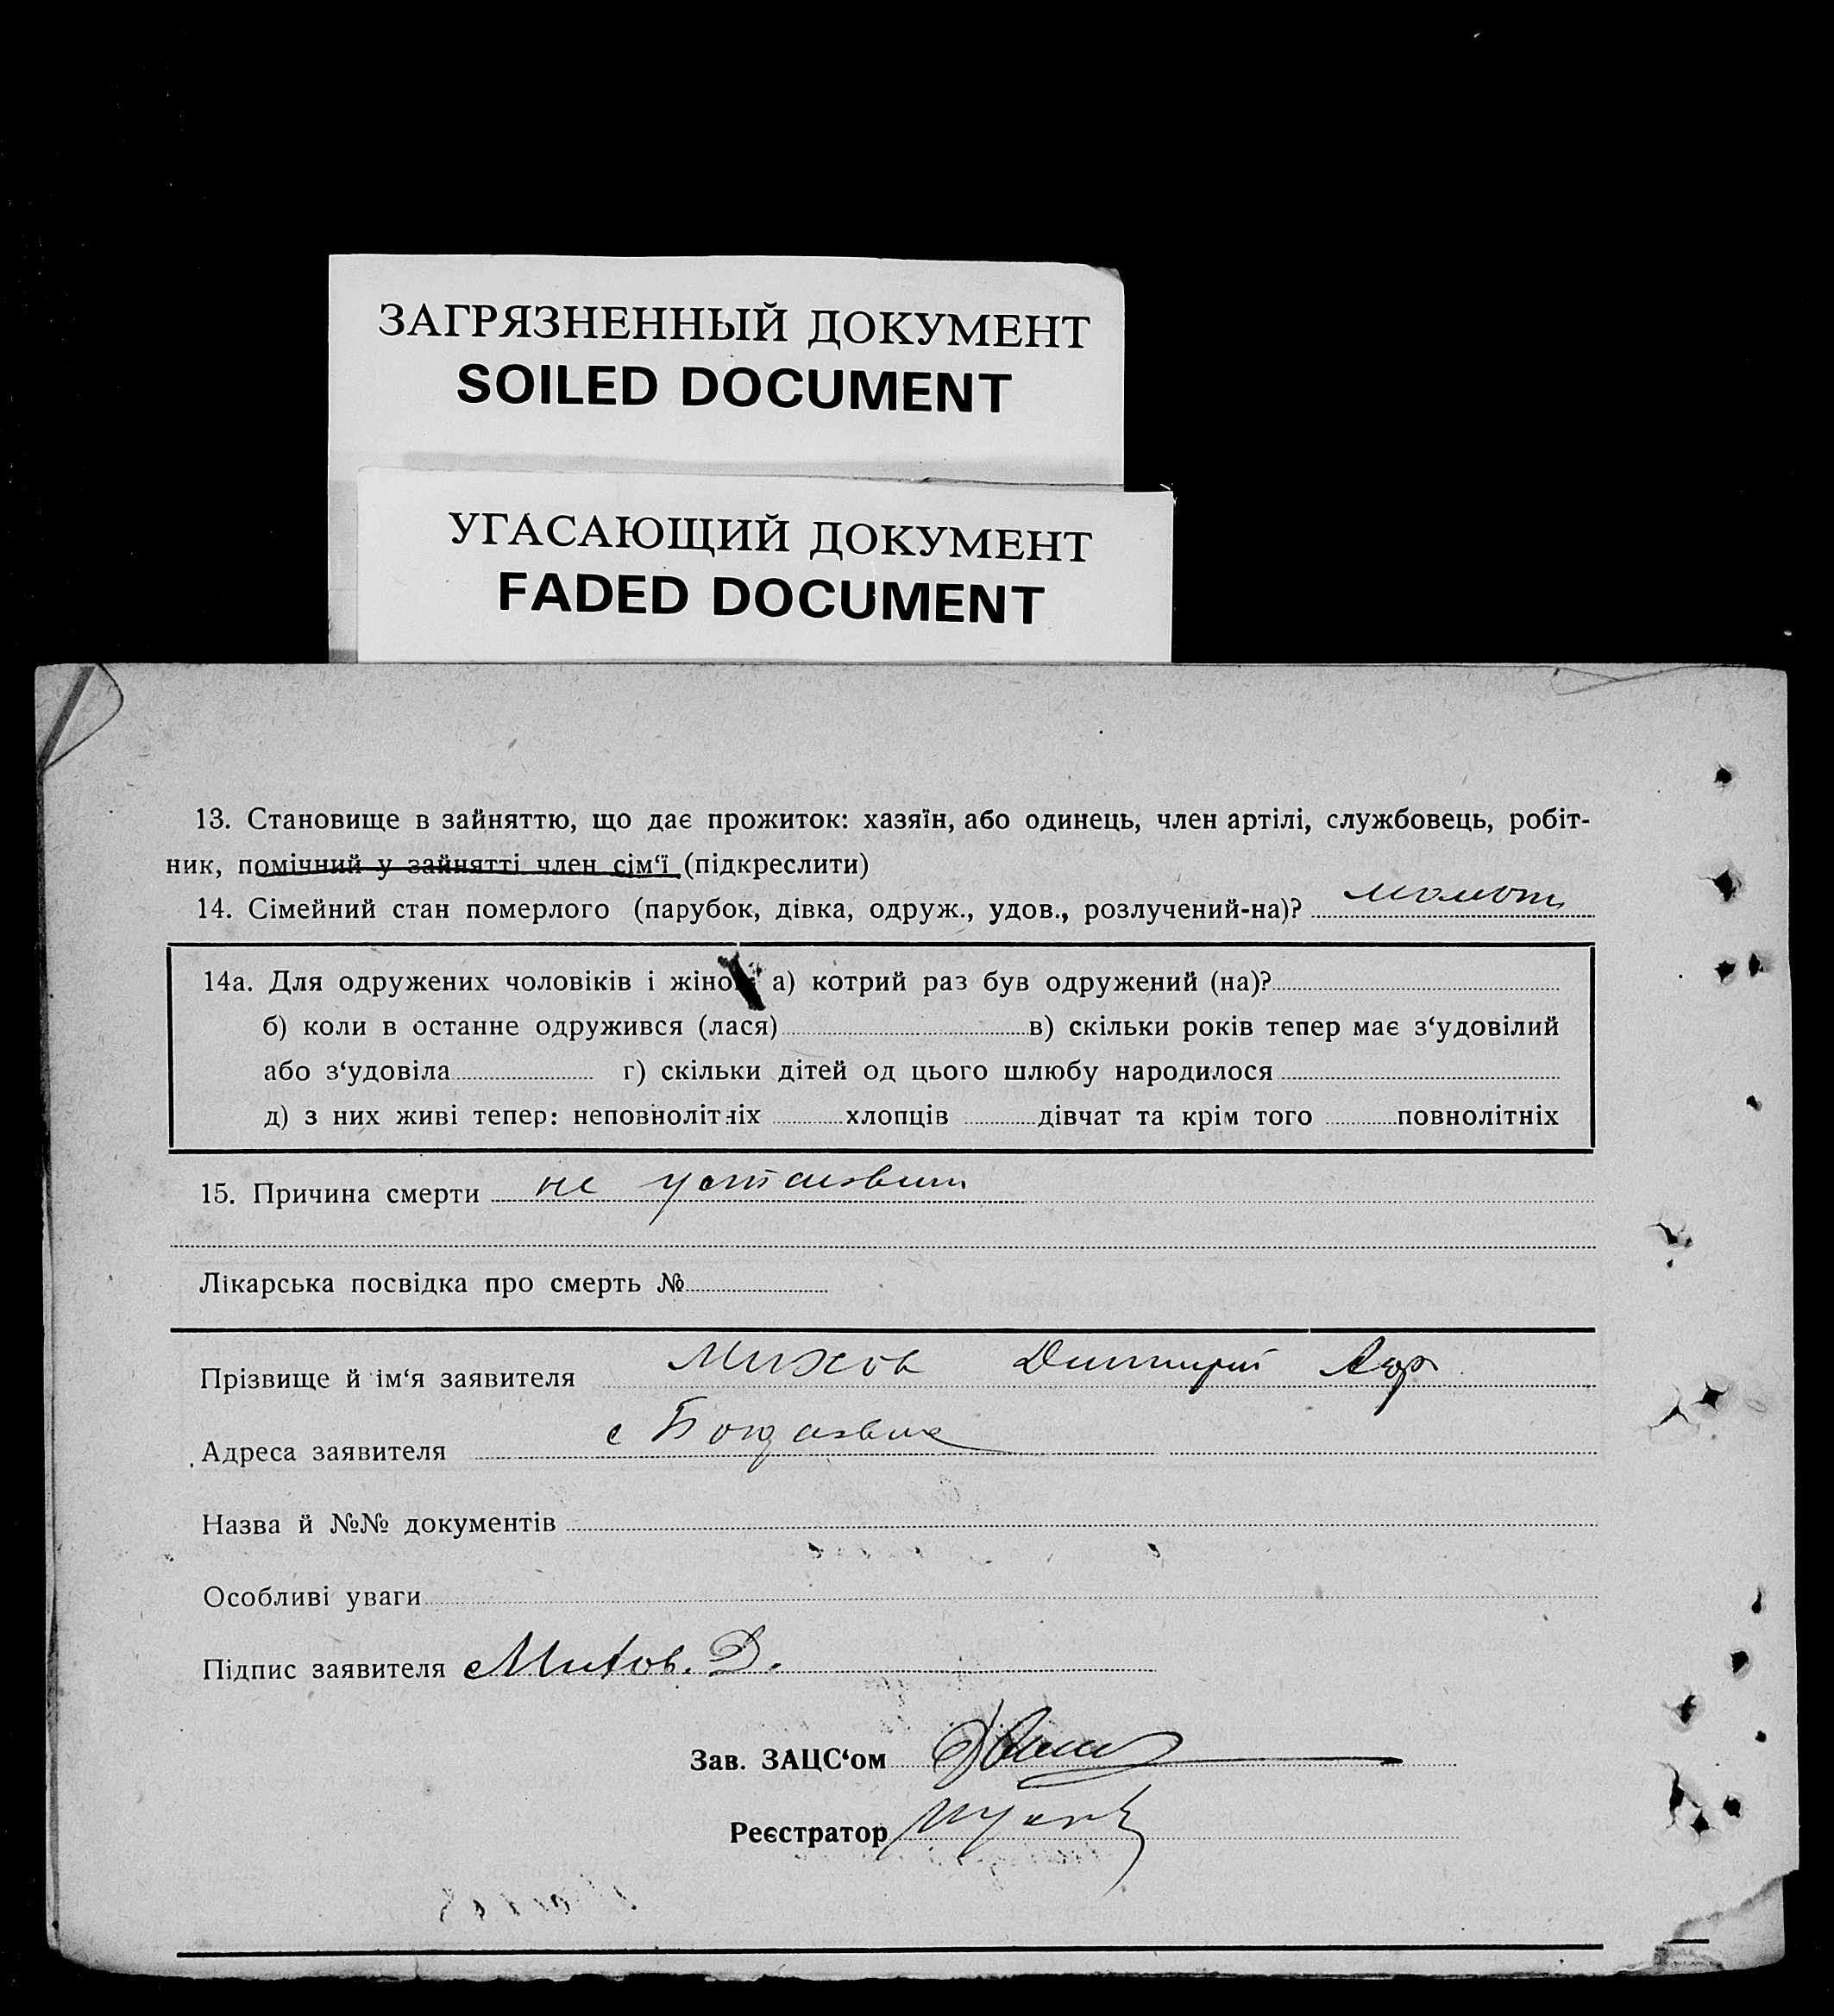 ЗАГРЯЗНЕННЫЙ ДОКУМЕНТ
SOILED DOCUMENT
УГАСАЮЩИЙ ДОКУМЕНТ
FADED DOCUMENT
13. Становище в зайняттю, що дає прожиток: хазяїн, або одинець, член артілі, службовець, робіт-
ник, помічний у зайнятті член сім‘ї (підкреслити)
14. Сімейний стан померлого (парубок, дівка, одруж., удов., розлучений-на)?
14а. Для одружених чоловіків і жінок: а) котрий раз був одружений (на)?
б) коли в останнє одружився (лася) в) скільки років тепер має з‘удовілий
або з‘удовіла г) скільки дітей од цього шлюбу народилося
д) з них живі тепер: неповнолітніх хлопців дівчат та крім того повнолітніх
15. Причина смерти не
Лікарська посвідка про смерть №
Прізвище й ім‘я заявителя Михов Дмитрий
Адреса заявителя с
Назва й №№ документів
Особливі уваги
Підпис заявителя Михов. Д.
Зав. ЗАЦС‘ом
Реєстратор